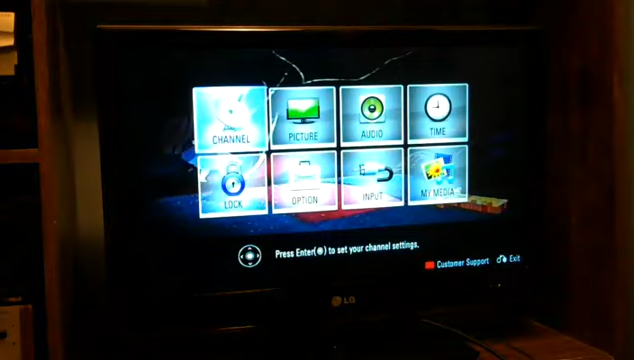 CHANNEL
PICTURE
AUDIO
TIME
LOCK
OPTION
INPUT
MY MEDIA
Press Enter(◉) to set your channel settings.
Customer Support
Exit
LG